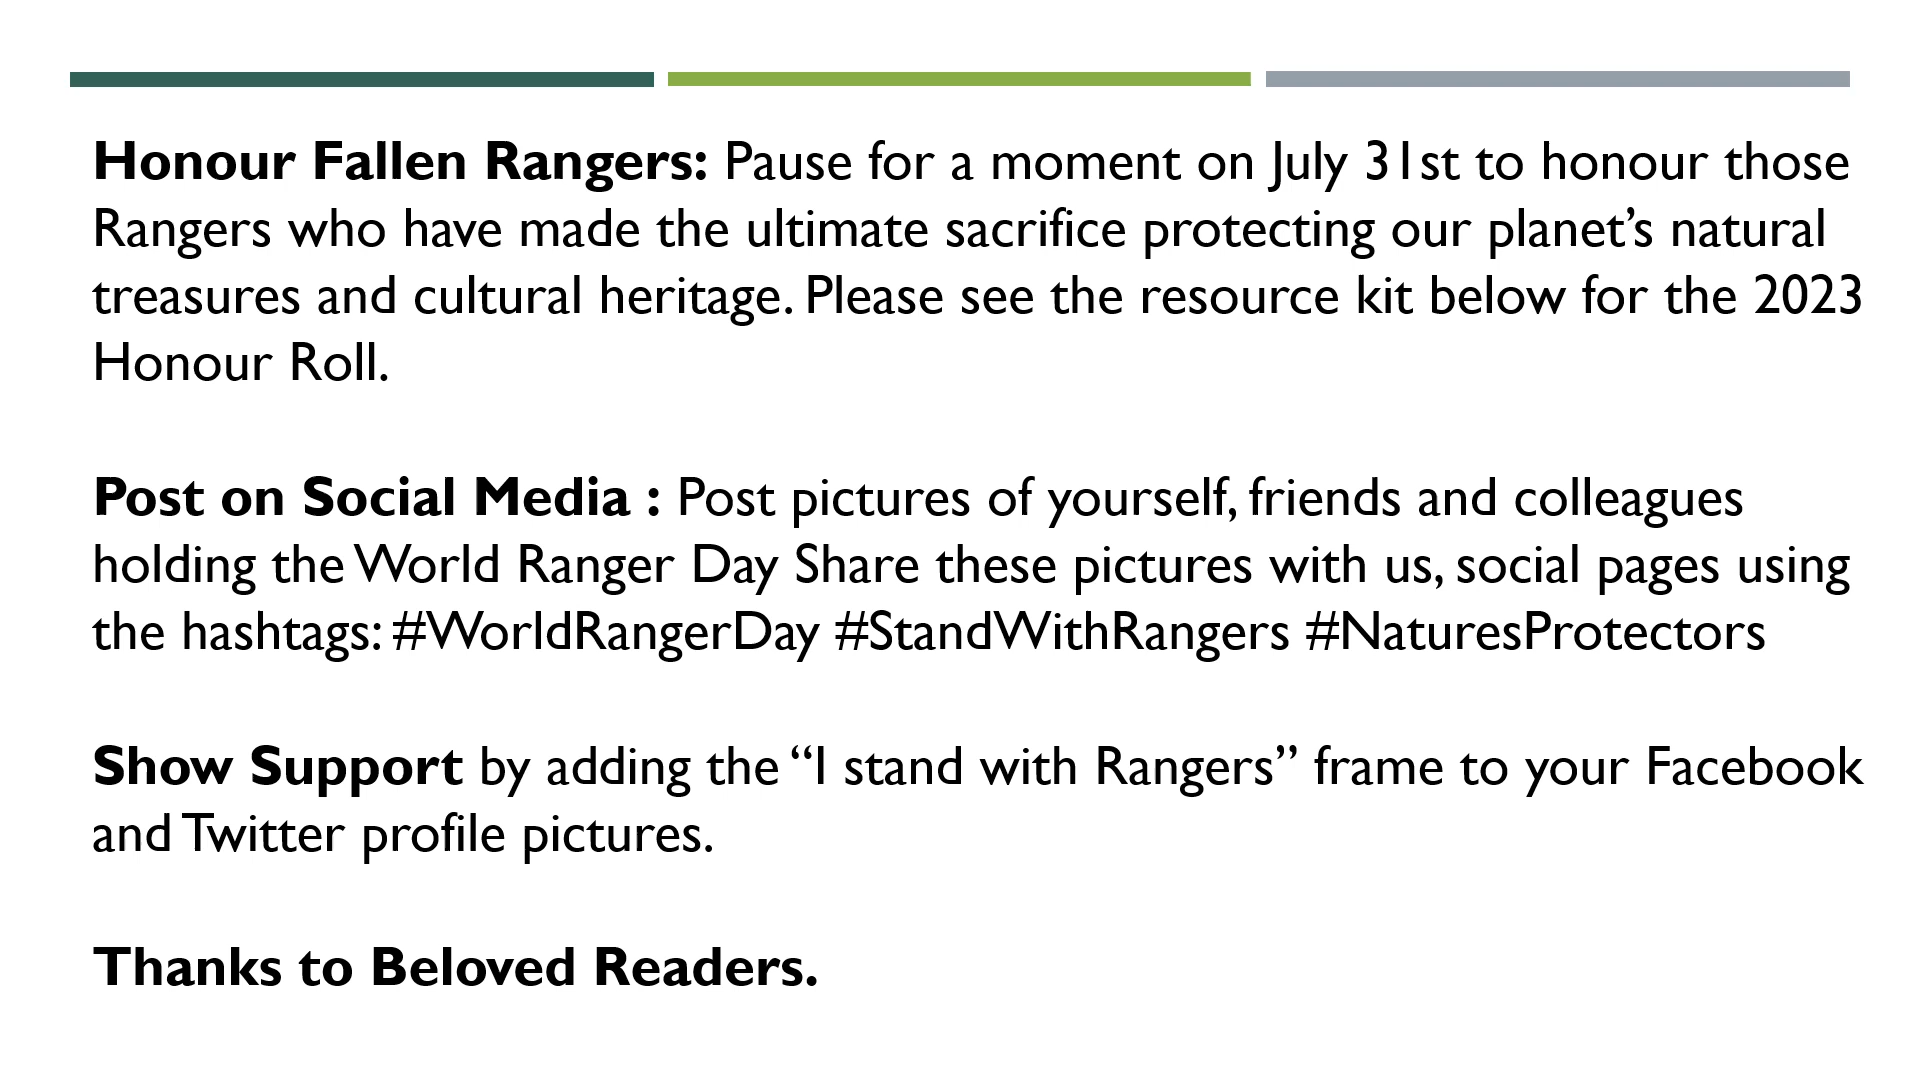 Honour Fallen Rangers: Pause for a moment on July 31st to honour those
Rangers who have made the ultimate sacrifice protecting our planet’s natural
treasures and cultural heritage. Please see the resource kit below for the 2023
Honour Roll.
Post on Social Media : Post pictures of yourself, friends and colleagues
holding the World Ranger Day Share these pictures with us, social pages using
the hashtags: #WorldRangerDay #StandWithRangers #NaturesProtectors
Show Support by adding the “I stand with Rangers” frame to your Facebook
and Twitter profile pictures.
Thanks to Beloved Readers.